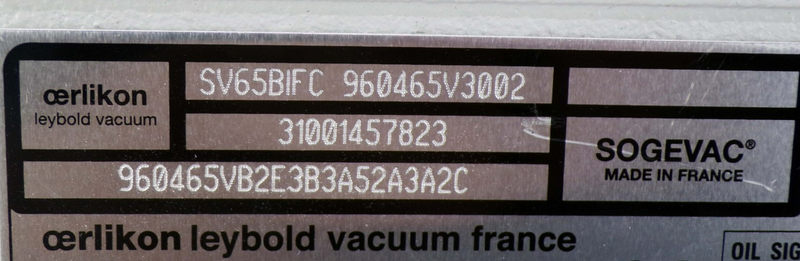 œrlikon
leybold vacuum
SV65BIFC 960465V3002
31001457823
960465VB2E3B3A52A3A2C
SOGEVAC®
MADE IN FRANCE
œrlikon leybold vacuum france
OIL SIG